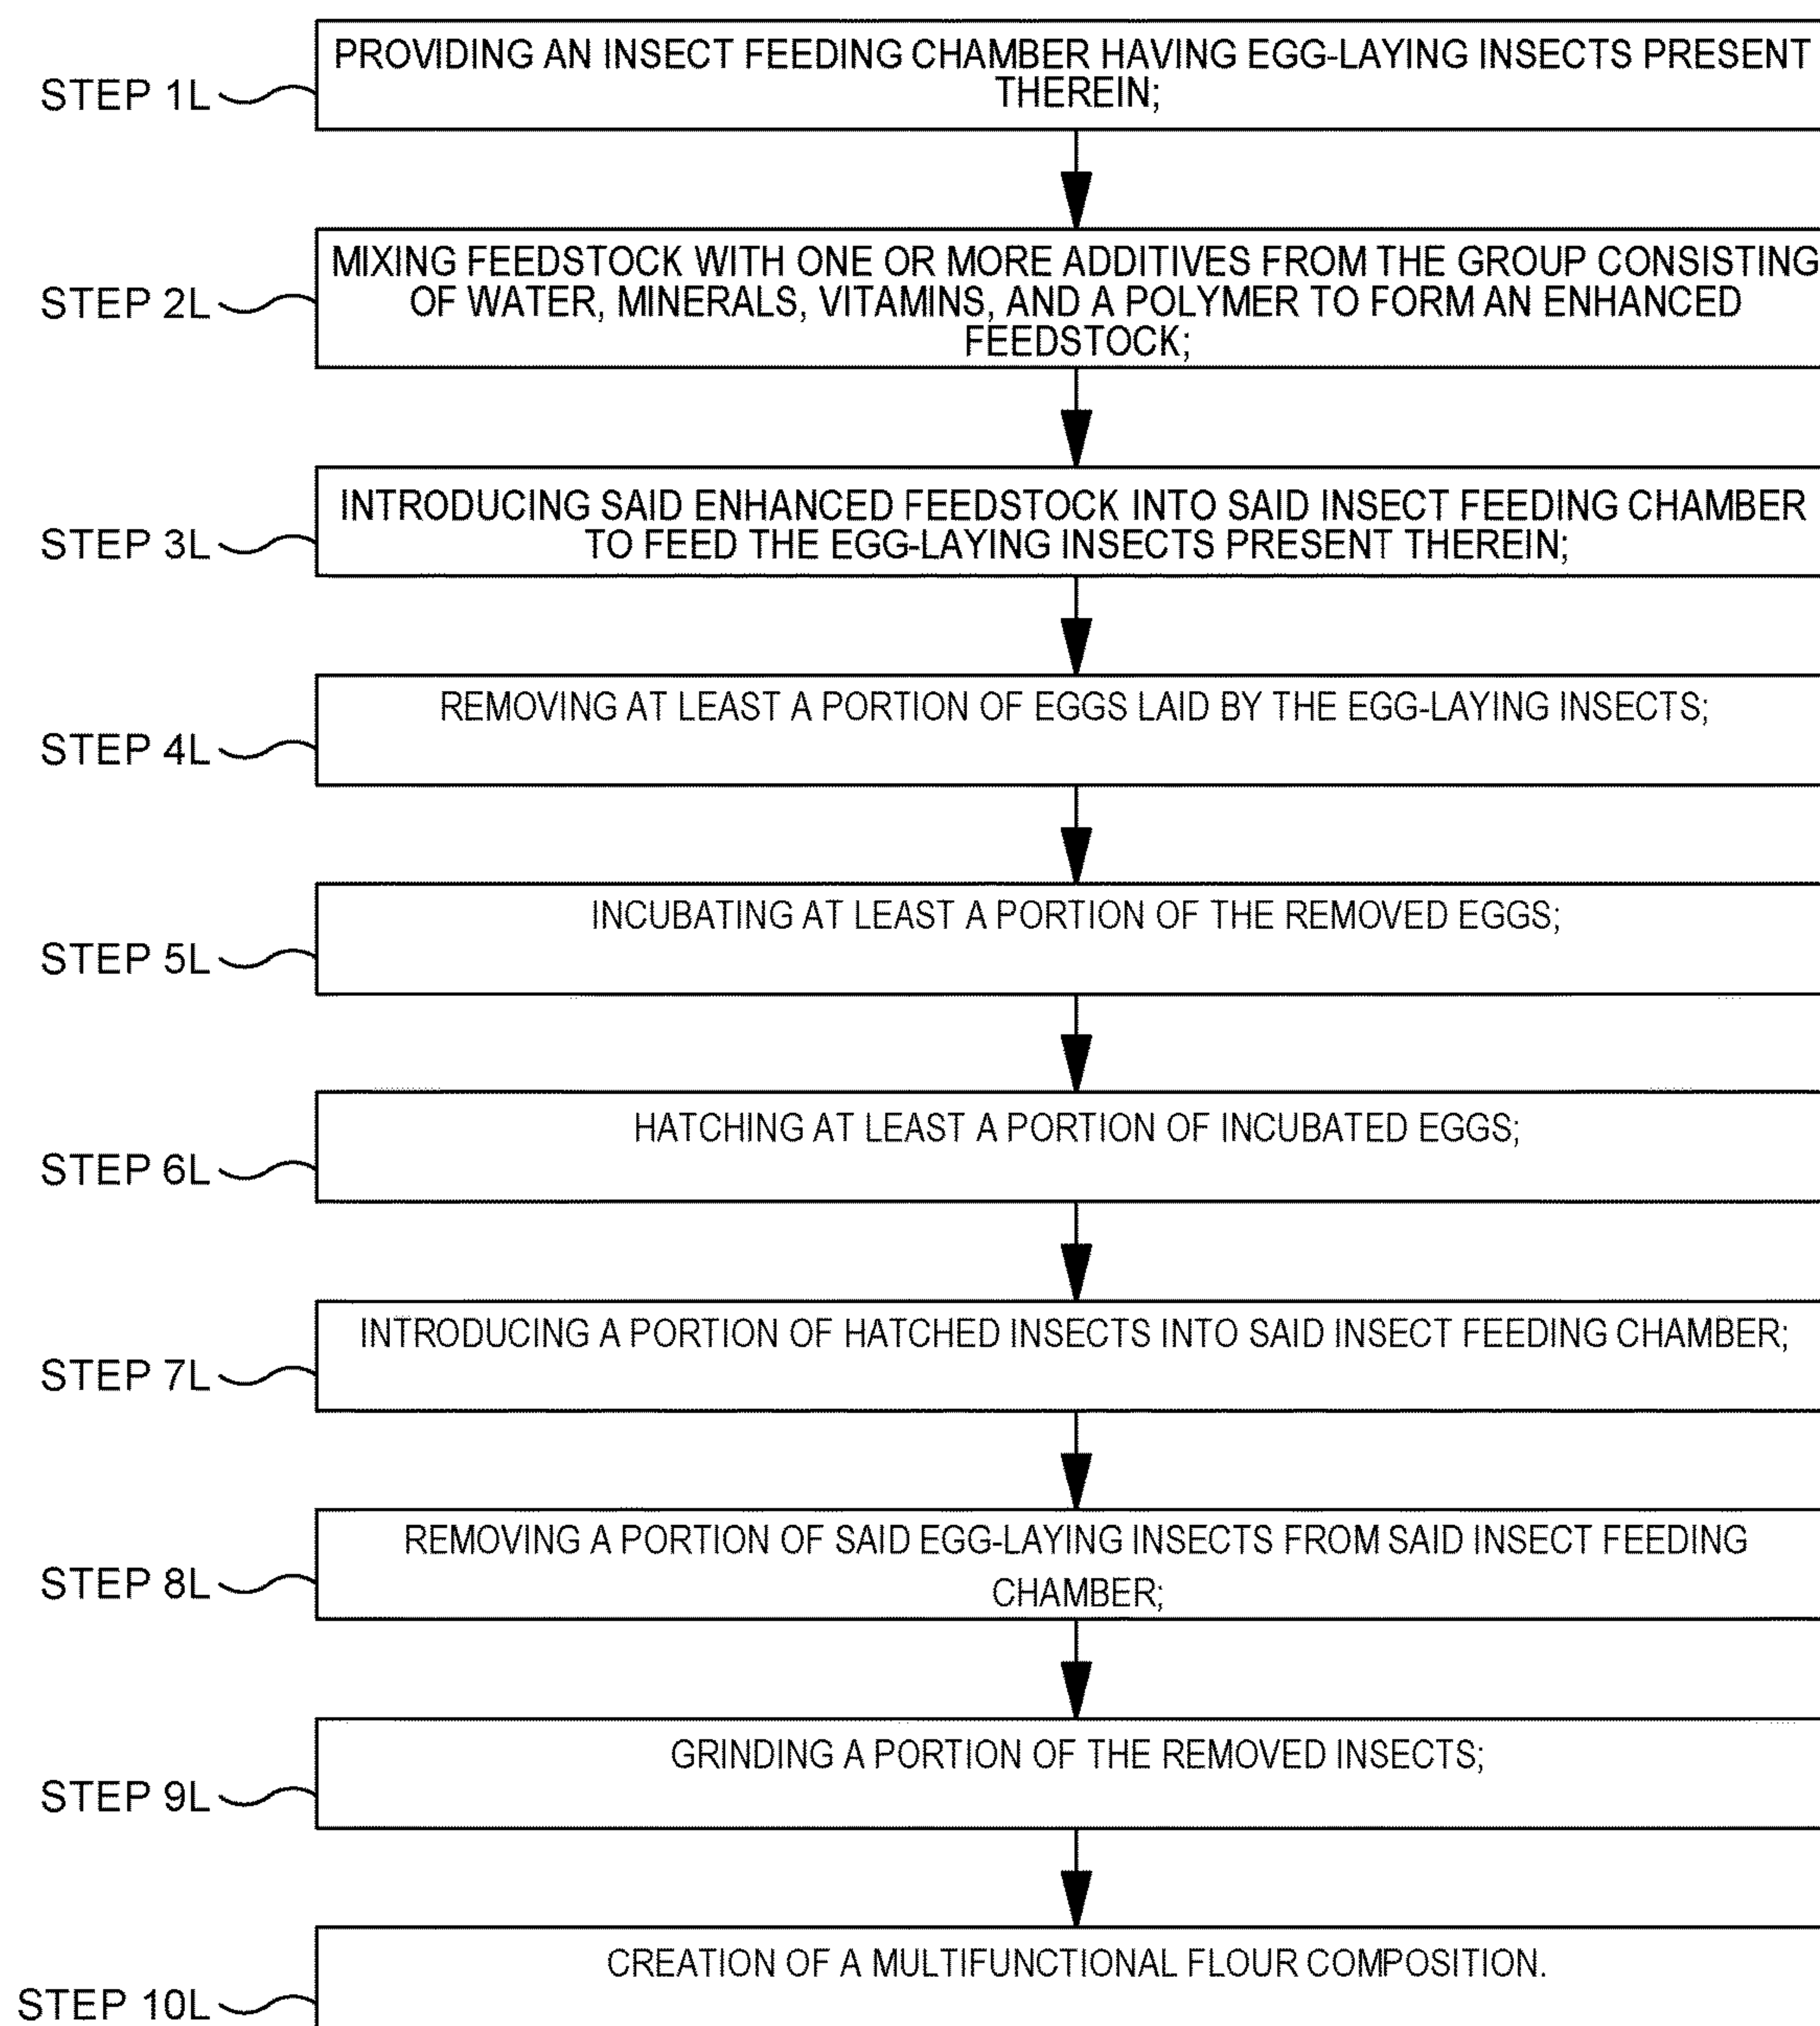 STEP 1L
PROVIDING AN INSECT FEEDING CHAMBER HAVING EGG-LAYING INSECTS PRESENT
THEREIN;
STEP 2L
MIXING FEEDSTOCK WITH ONE OR MORE ADDITIVES FROM THE GROUP CONSISTING
OF WATER, MINERALS, VITAMINS, AND A POLYMER TO FORM AN ENHANCED
FEEDSTOCK;
STEP 3L
INTRODUCING SAID ENHANCED FEEDSTOCK INTO SAID INSECT FEEDING CHAMBER
TO FEED THE EGG-LAYING INSECTS PRESENT THEREIN;
STEP 4L
REMOVING AT LEAST A PORTION OF EGGS LAID BY THE EGG-LAYING INSECTS;
STEP 5L
INCUBATING AT LEAST A PORTION OF THE REMOVED EGGS;
STEP 6L
HATCHING AT LEAST A PORTION OF INCUBATED EGGS;
STEP 7L
INTRODUCING A PORTION OF HATCHED INSECTS INTO SAID INSECT FEEDING CHAMBER;
STEP 8L
REMOVING A PORTION OF SAID EGG-LAYING INSECTS FROM SAID INSECT FEEDING
CHAMBER;
STEP 9L
GRINDING A PORTION OF THE REMOVED INSECTS;
STEP 10L
CREATION OF A MULTIFUNCTIONAL FLOUR COMPOSITION.